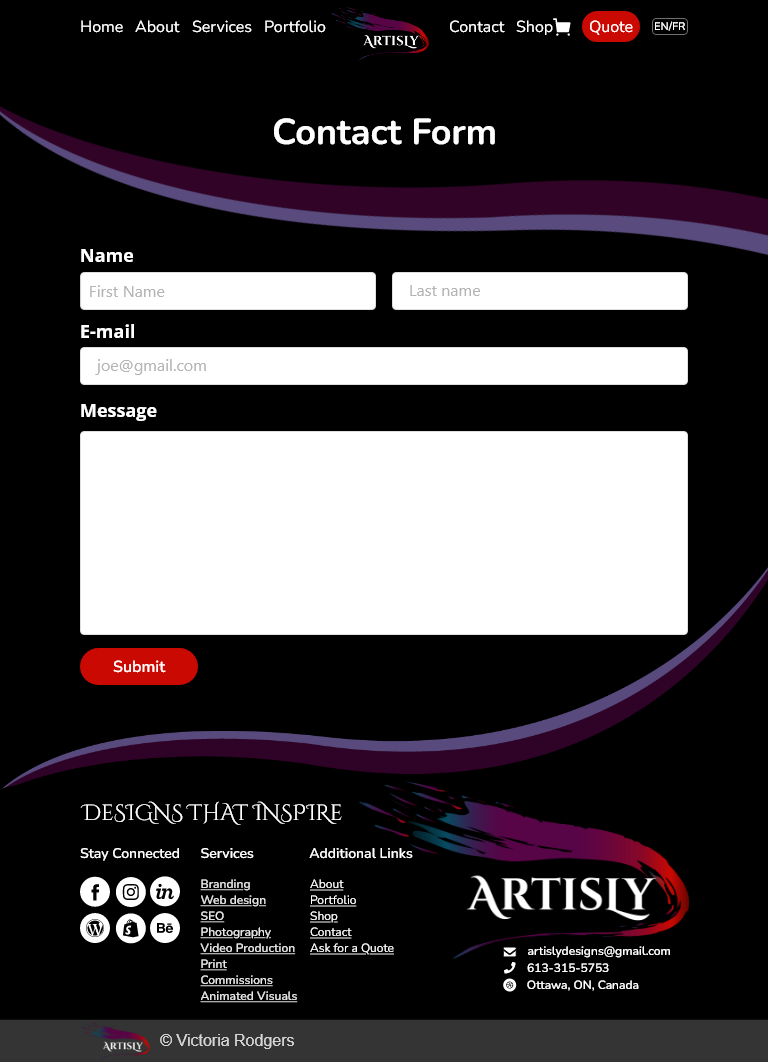 Home About Services Portfolio ARTISLY Contact Shop Quote EN/FR
Contact Form
Name
First Name Last name
E-mail
joe@gmail.com
Message
Submit
DESIGNS THAT INSPIRE
Stay Connected
f
in
Bē
Services
Branding
Web design
SEO
Photography
Video Production
Print
Commissions
Animated Visuals
Additional Links
About
Portfolio
Shop
Contact
Ask for a Quote
ARTISLY
artislydesigns@gmail.com
613-315-5753
Ottawa, ON, Canada
ARTISLY © Victoria Rodgers